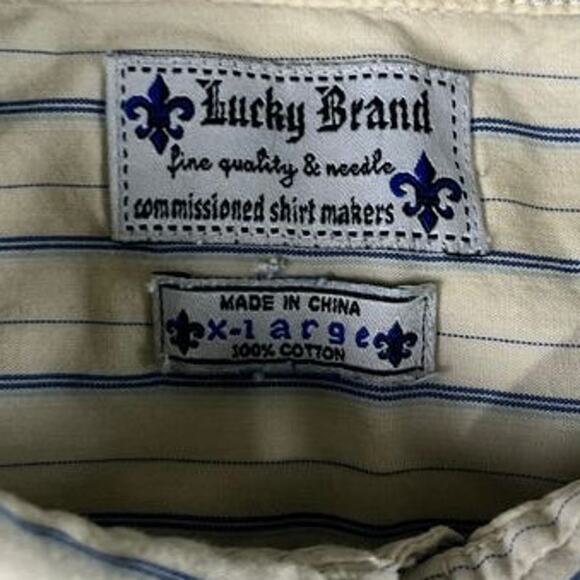 Lucky Brand
fine quality & needle
commissioned shirt makers
MADE IN CHINA
x-large
100% COTTON